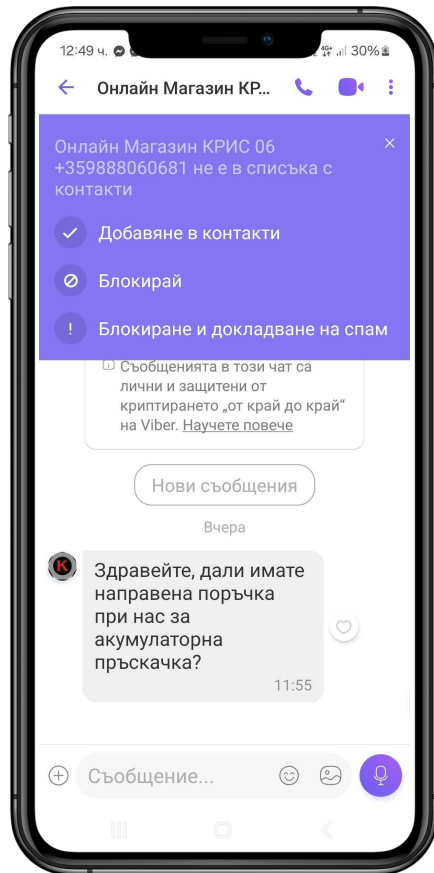 12:49 ч.
4G+
30%
Онлайн Магазин КР...
Онлайн Магазин КРИС 06
+359888060681 не е в списъка с
контакти
Добавяне в контакти
Блокирай
Блокиране и докладване на спам
Съобщенията в този чат са
лични и защитени от
криптирането „от край до край“
на Viber. Научете повече
Нови съобщения
Вчера
K
Здравейте, дали имате
направена поръчка
при нас за
акумулаторна
пръскачка?
11:55
Съобщение...